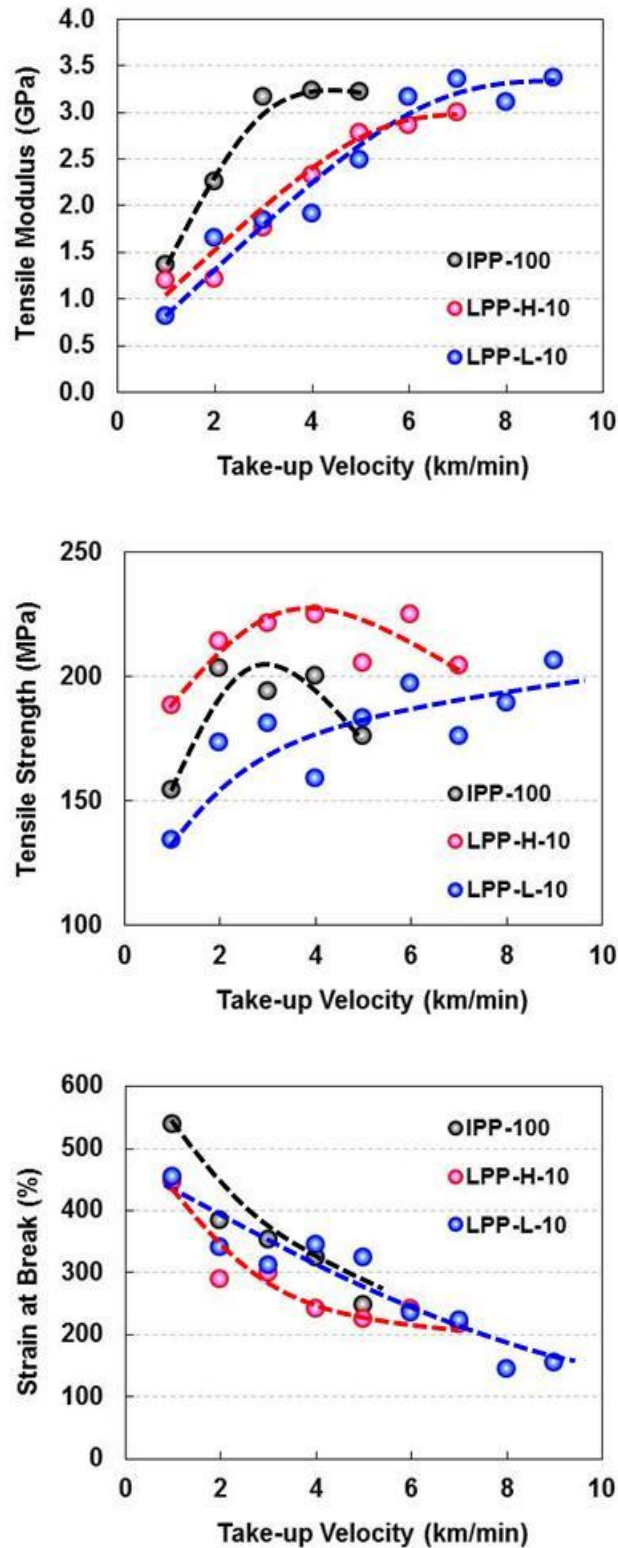 4.0
3.5
3.0
2.5
2.0
1.5
1.0
0.5
0.0
Tensile Modulus (GPa)
IPP-100
LPP-H-10
LPP-L-10
0 2 4 6 8 10
Take-up Velocity (km/min)
250
200
150
100
Tensile Strength (MPa)
IPP-100
LPP-H-10
LPP-L-10
0 2 4 6 8 10
Take-up Velocity (km/min)
600
500
400
300
200
100
0
Strain at Break (%)
IPP-100
LPP-H-10
LPP-L-10
0 2 4 6 8 10
Take-up Velocity (km/min)